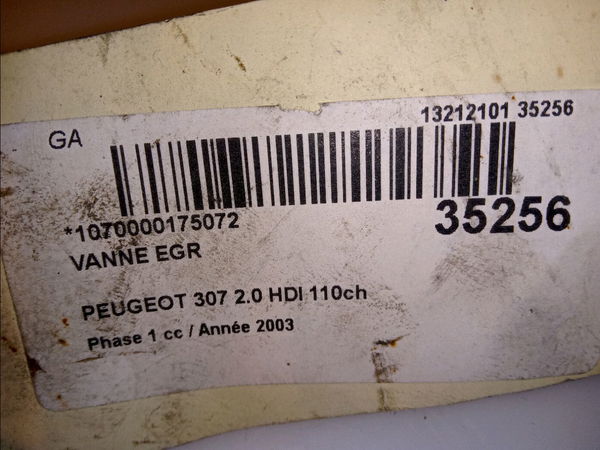 GA
13212101 35256
*1070000175072
35256
VANNE EGR
PEUGEOT 307 2.0 HDI 110ch
Phase 1 cc / Année 2003